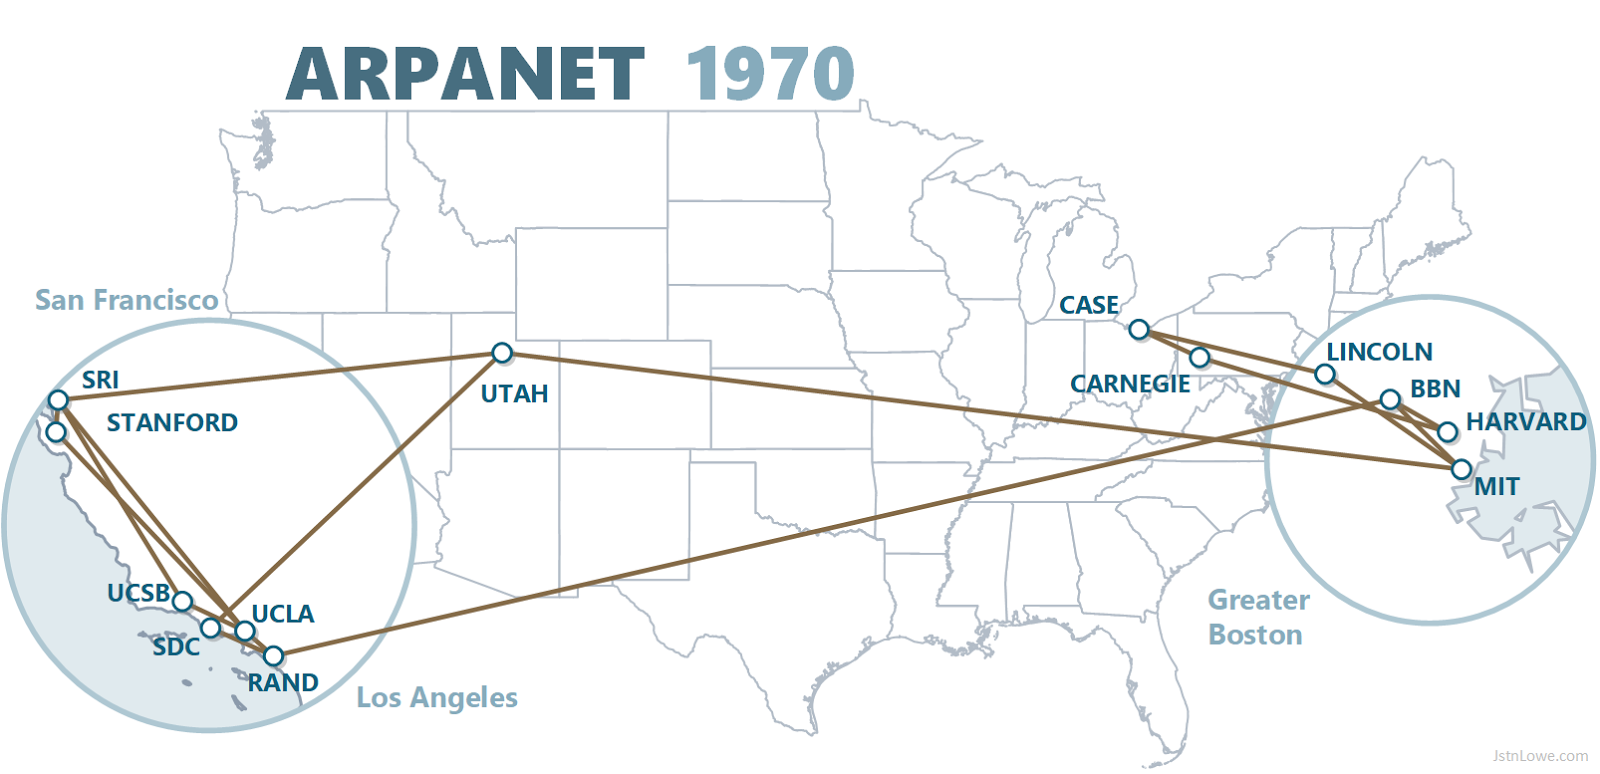 ARPANET 1970
San Francisco
SRI
STANFORD
UTAH
CASE
CARNEGIE
LINCOLN
BBN
HARVARD
MIT
UCSB
UCLA
SDC
RAND
Los Angeles
Greater
Boston
JstnLowe.com